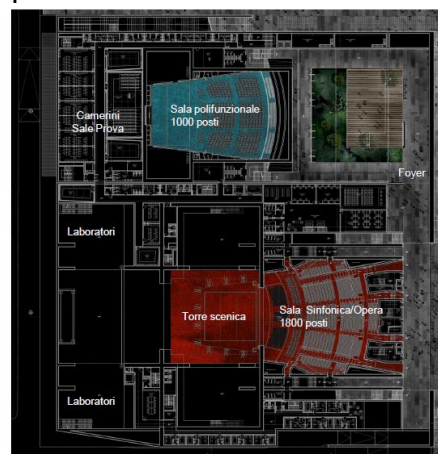 Sala polifunzionale
1000 posti
Camerini
Sale Prova
Foyer
Laboratori
Torre scenica
Sala Sinfonica/Opera
1800 posti
Laboratori